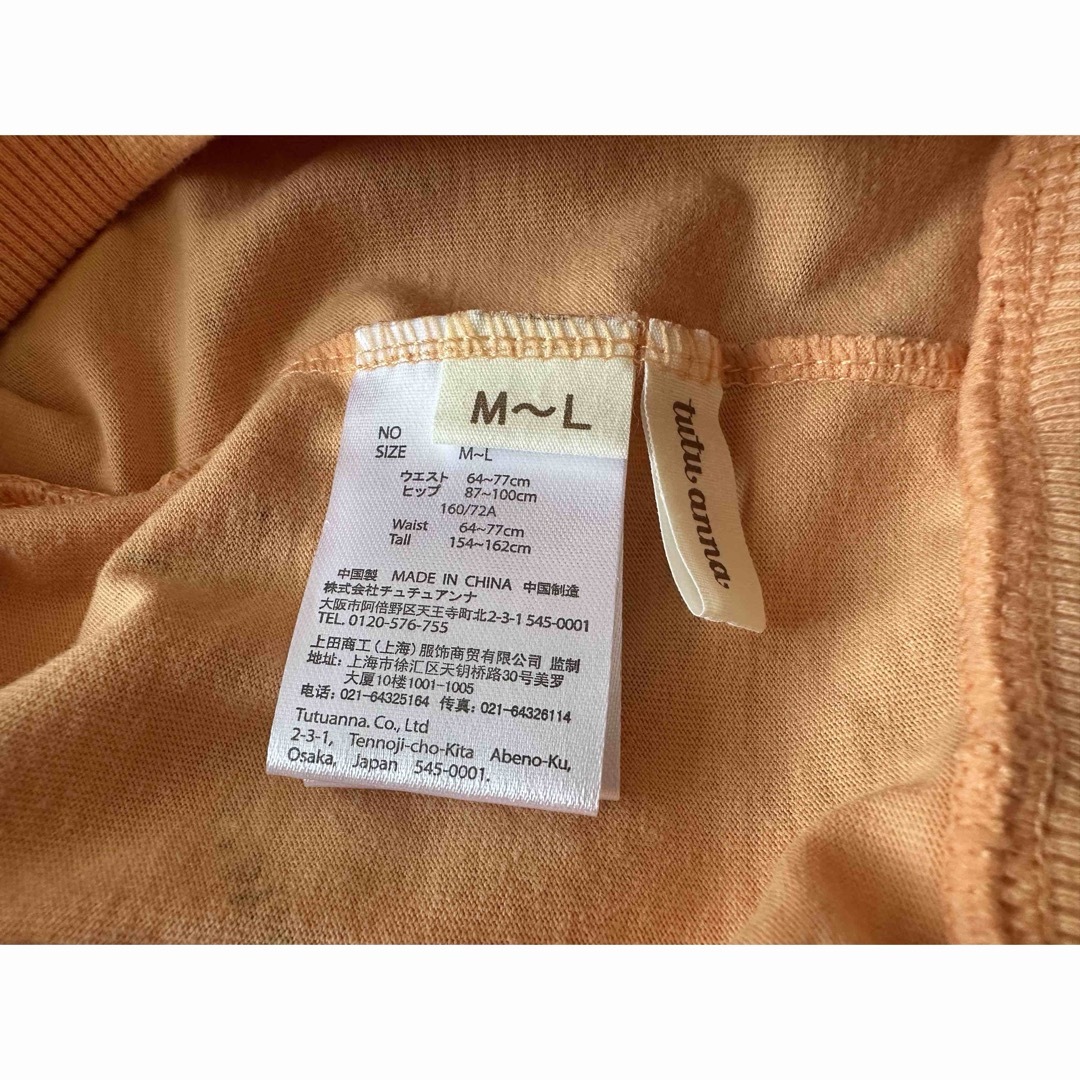 M～L
tutu.anna.
NO
SIZE M~L
ウエスト 64~77cm
ヒップ 87~100cm
160/72A
Waist 64~77cm
Tall 154~162cm
中国製 MADE IN CHINA 中国制造
株式会社チュチュアンナ
大阪市阿倍野区天王寺町北2-3-1 545-0001
TEL. 0120-576-755
上田商工(上海)服饰商贸有限公司 监制
地址: 上海市徐汇区天钥桥路30号美罗
大厦10楼1001-1005
电话: 021-64325164 传真: 021-64326114
Tutuanna. Co., Ltd
2-3-1, Tennoji-cho-Kita Abeno-Ku,
Osaka, Japan 545-0001.